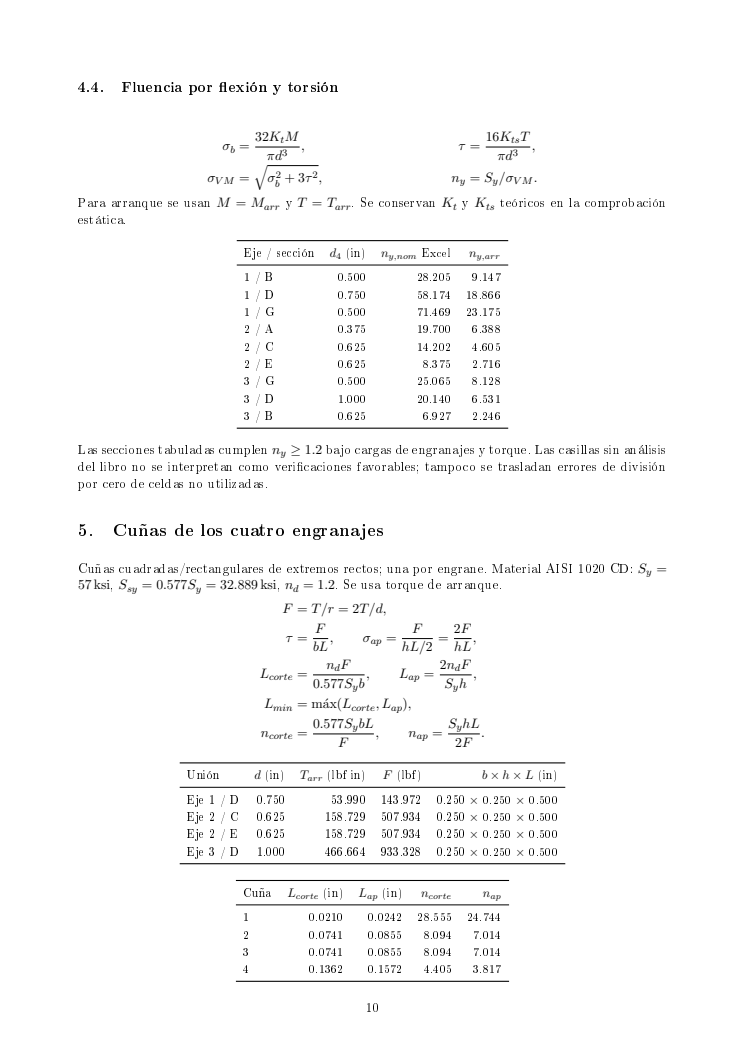 4.4. Fluencia por flexión y torsión
σ_b = 32K_tM / πd³, τ = 16K_tsT / πd³,
σ_VM = √(σ_b² + 3τ²), n_y = S_y/σ_VM.
Para arranque se usan M = M_arr y T = T_arr. Se conservan K_t y K_ts teóricos en la comprobación
estática.
Eje / sección d_4 (in) n_y,nom Excel n_y,arr
1 / B 0.500 28.205 9.147
1 / D 0.750 58.174 18.866
1 / G 0.500 71.469 23.175
2 / A 0.375 19.700 6.388
2 / C 0.625 14.202 4.605
2 / E 0.625 8.375 2.716
3 / G 0.500 25.065 8.128
3 / D 1.000 20.140 6.531
3 / B 0.625 6.927 2.246
Las secciones tabuladas cumplen n_y ≥ 1.2 bajo cargas de engranajes y torque. Las casillas sin análisis
del libro no se interpretan como verificaciones favorables; tampoco se trasladan errores de división
por cero de celdas no utilizadas.
5. Cuñas de los cuatro engranajes
Cuñas cuadradas/rectangulares de extremos rectos; una por engrane. Material AISI 1020 CD: S_y =
57 ksi, S_sy = 0.577S_y = 32.889 ksi, n_d = 1.2. Se usa torque de arranque.
F = T/r = 2T/d,
τ = F / bL, σ_ap = F / (hL/2) = 2F / hL,
L_corte = n_dF / 0.577S_yb, L_ap = 2n_dF / S_yh,
L_min = máx(L_corte, L_ap),
n_corte = 0.577S_ybL / F, n_ap = S_yhL / 2F.
Unión d (in) T_arr (lbf in) F (lbf) b × h × L (in)
Eje 1 / D 0.750 53.990 143.972 0.250 × 0.250 × 0.500
Eje 2 / C 0.625 158.729 507.934 0.250 × 0.250 × 0.500
Eje 2 / E 0.625 158.729 507.934 0.250 × 0.250 × 0.500
Eje 3 / D 1.000 466.664 933.328 0.250 × 0.250 × 0.500
Cuña L_corte (in) L_ap (in) n_corte n_ap
1 0.0210 0.0242 28.555 24.744
2 0.0741 0.0855 8.094 7.014
3 0.0741 0.0855 8.094 7.014
4 0.1362 0.1572 4.405 3.817
10